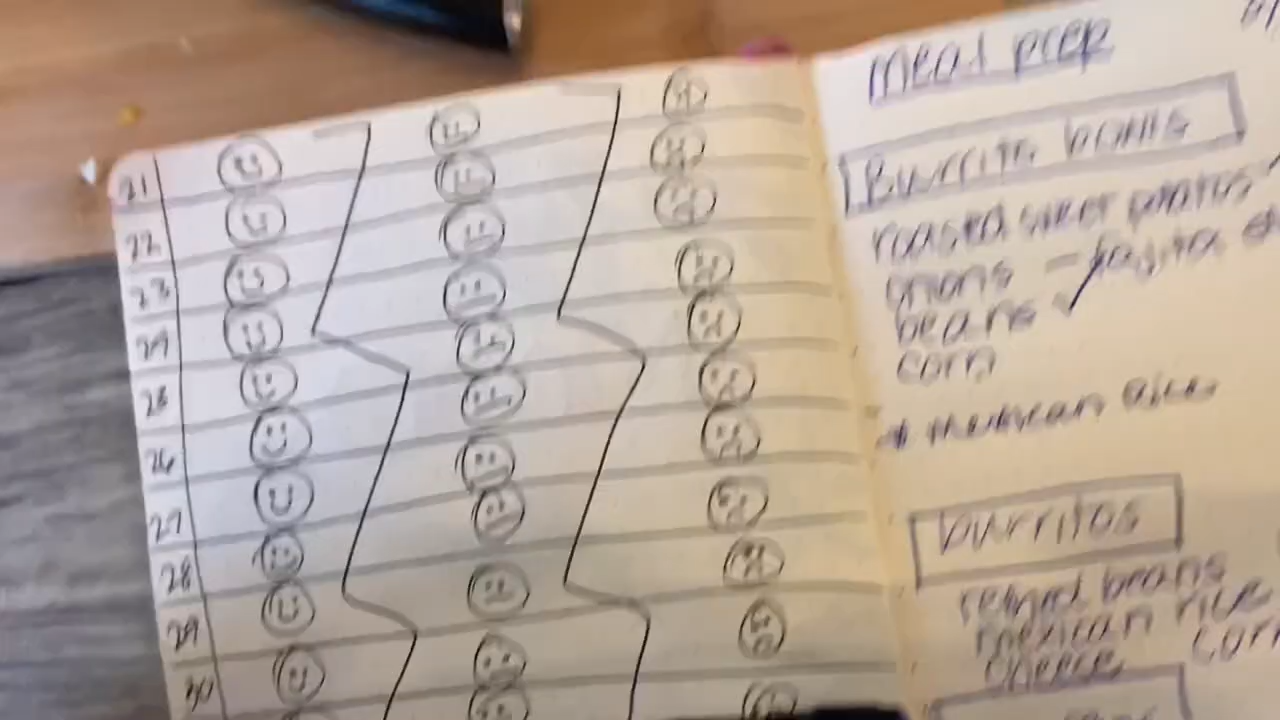 21
22
23
24
25
26
27
28
29
30
Meal prep
Burrito bowls
roasted sweet potatos
onions - fajita
beans ✓
corn
* mexican rice
burritos
refried beans
mexican rice
cheese corn